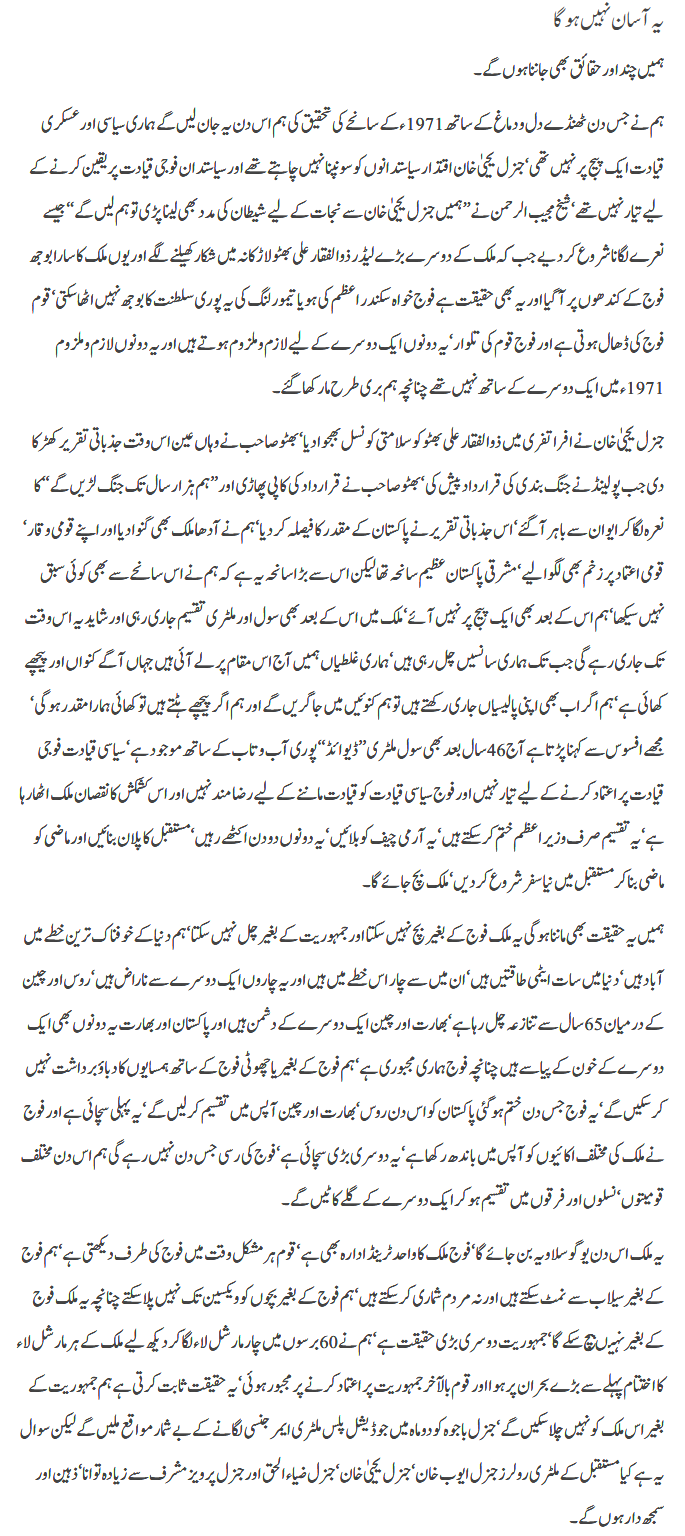 یہ آسان نہیں ہو گا
ہمیں چند اور حقائق بھی جاننا ہوں گے۔
ہم نے جس دن ٹھنڈے دل و دماغ کے ساتھ 1971ء کے سانحے کی تحقیق کی ہم اس دن یہ جان لیں گے ہماری سیاسی اور عسکری
قیادت ایک پیج پر نہیں تھی‘ جنرل یحییٰ خان اقتدار سیاستدانوں کو سونپنا نہیں چاہتے تھے اور سیاستدان فوجی قیادت پر یقین کرنے کے
لیے تیار نہیں تھے‘ شیخ مجیب الرحمن نے ’’ہمیں جنرل یحییٰ خان سے نجات کے لیے شیطان کی مدد بھی لینا پڑی تو ہم لیں گے‘‘ جیسے
نعرے لگانا شروع کر دیے جب کہ ملک کے دوسرے بڑے لیڈر ذوالفقار علی بھٹو لاڑکانہ میں شکار کھیلنے لگے اور یوں ملک کا سارا بوجھ
فوج کے کندھوں پر آگیا اور یہ بھی حقیقت ہے فوج خواہ سکندر اعظم کی ہو یا تیمور لنگ کی یہ پوری سلطنت کا بوجھ نہیں اٹھا سکتی‘ قوم
فوج کی ڈھال ہوتی ہے اور فوج قوم کی تلوار‘ یہ دونوں ایک دوسرے کے لیے لازم و ملزوم ہوتے ہیں اور یہ دونوں لازم و ملزوم
1971ء میں ایک دوسرے کے ساتھ نہیں تھے چنانچہ ہم بری طرح مار کھا گئے۔
جنرل یحییٰ خان نے افراتفری میں ذوالفقار علی بھٹو کو سلامتی کونسل بھجوا دیا‘ بھٹو صاحب نے وہاں عین اس وقت جذباتی تقریر کھڑکا
دی جب پولینڈ نے جنگ بندی کی قرارداد پیش کی‘ بھٹو صاحب نے قرارداد کی کاپی پھاڑی اور ’’ہم ہزار سال تک جنگ لڑیں گے‘‘ کا
نعرہ لگا کر ایوان سے باہر آ گئے‘ اس جذباتی تقریر نے پاکستان کے مقدر کا فیصلہ کر دیا‘ ہم نے آدھا ملک بھی گنوا دیا اور اپنے قومی وقار‘
قومی اعتماد پر زخم بھی لگوا لیے‘ مشرقی پاکستان عظیم سانحہ تھا لیکن اس سے بڑا سانحہ یہ ہے کہ ہم نے اس سانحے سے بھی کوئی سبق
نہیں سیکھا‘ ہم اس کے بعد بھی ایک پیج پر نہیں آئے‘ ملک میں اس کے بعد بھی سول اور ملٹری تقسیم جاری رہی اور شاید یہ اس وقت
تک جاری رہے گی جب تک ہماری سانسیں چل رہی ہیں‘ ہماری غلطیاں ہمیں آج اس مقام پر لے آئی ہیں جہاں آگے کنواں اور پیچھے
کھائی ہے‘ ہم اگر اب بھی اپنی پالیسیاں جاری رکھتے ہیں تو ہم کنوئیں میں جا گریں گے اور ہم اگر پیچھے ہٹتے ہیں تو کھائی ہمارا مقدر ہو گی‘
مجھے افسوس سے کہنا پڑتا ہے آج 46 سال بعد بھی سول ملٹری ’’ڈیوائڈ‘‘ پوری آب و تاب کے ساتھ موجود ہے‘ سیاسی قیادت فوجی
قیادت پر اعتماد کرنے کے لیے تیار نہیں اور فوج سیاسی قیادت کو قیادت ماننے کے لیے رضا مند نہیں اور اس کشمکش کا نقصان ملک اٹھا رہا
ہے‘ یہ تقسیم صرف وزیراعظم ختم کر سکتے ہیں‘ یہ آرمی چیف کو بلائیں‘ یہ دونوں دو دن اکٹھے رہیں‘ مستقبل کا پلان بنائیں اور ماضی کو
ماضی بنا کر مستقبل میں نیا سفر شروع کر دیں‘ ملک بچ جائے گا۔
ہمیں یہ حقیقت بھی ماننا ہو گی یہ ملک فوج کے بغیر بچ نہیں سکتا اور جمہوریت کے بغیر چل نہیں سکتا‘ ہم دنیا کے خوفناک ترین خطے میں
آباد ہیں‘ دنیا میں سات ایٹمی طاقتیں ہیں‘ ان میں سے چار اس خطے میں ہیں اور یہ چاروں ایک دوسرے سے ناراض ہیں‘ روس اور چین
کے درمیان 65 سال سے تنازعہ چل رہا ہے‘ بھارت اور چین ایک دوسرے کے دشمن ہیں اور پاکستان اور بھارت یہ دونوں بھی ایک
دوسرے کے خون کے پیاسے ہیں چنانچہ فوج ہماری مجبوری ہے‘ ہم فوج کے بغیر یا چھوٹی فوج کے ساتھ ہمسایوں کا دباؤ برداشت نہیں
کر سکیں گے‘ یہ فوج جس دن ختم ہو گئی پاکستان کو اس دن روس‘ بھارت اور چین آپس میں تقسیم کر لیں گے‘ یہ پہلی سچائی ہے اور فوج
نے ملک کی مختلف اکائیوں کو آپس میں باندھ رکھا ہے‘ یہ دوسری بڑی سچائی ہے‘ فوج کی رسی جس دن نہیں رہے گی ہم اس دن مختلف
قومیتوں‘ نسلوں اور فرقوں میں تقسیم ہو کر ایک دوسرے کے گلے کاٹیں گے۔
یہ ملک اس دن یوگوسلاویہ بن جائے گا‘ فوج ملک کا واحد ٹرینڈ ادارہ بھی ہے‘ قوم ہر مشکل وقت میں فوج کی طرف دیکھتی ہے‘ ہم فوج
کے بغیر سیلاب سے نمٹ سکتے ہیں اور نہ مردم شماری کر سکتے ہیں‘ ہم فوج کے بغیر بچوں کو ویکسین تک نہیں پلا سکتے چنانچہ یہ ملک فوج
کے بغیر نہیں بچ سکے گا‘ جمہوریت دوسری بڑی حقیقت ہے‘ ہم نے 60 برسوں میں چار مارشل لاء لگا کر دیکھ لیے ملک کے ہر مارشل لاء
کا اختتام پہلے سے بڑے بحران پر ہوا اور قوم بالآخر جمہوریت پر اعتماد کرنے پر مجبور ہوئی‘ یہ حقیقت ثابت کرتی ہے ہم جمہوریت کے
بغیر اس ملک کو نہیں چلا سکیں گے‘ جنرل باجوہ کو دو ماہ میں جوڈیشل پلس ملٹری ایمرجنسی لگانے کے بے شمار مواقع ملیں گے لیکن سوال
یہ ہے کیا مستقبل کے ملٹری رولرز جنرل ایوب خان‘ جنرل یحییٰ خان‘ جنرل ضیاء الحق اور جنرل پرویز مشرف سے زیادہ توانا‘ ذہین اور
سمجھ دار ہوں گے۔